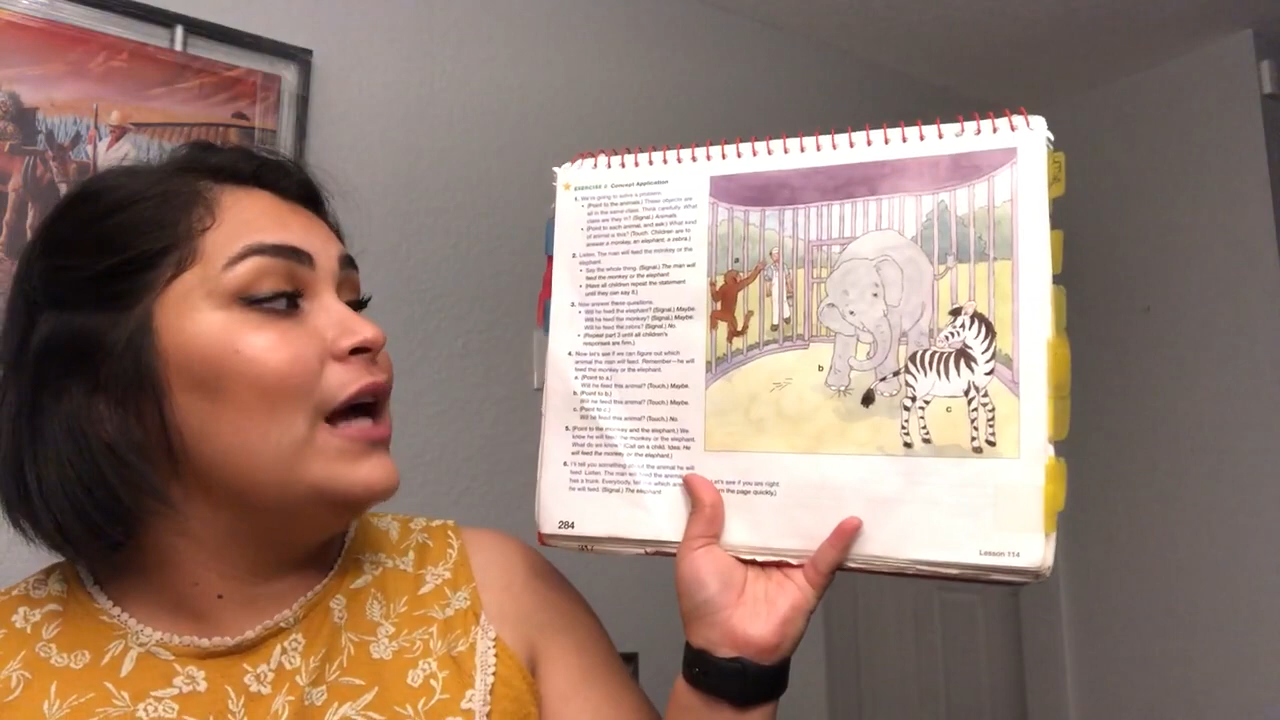 EXERCISE 5 Concept Application
1. We're going to solve a problem.
• (Point to the animals.) These objects are
all in the same class. Think carefully. What
class are they in? (Signal.) Animals.
• (Point to each animal, and ask:) What kind
of animal is this? (Touch. Children are to
answer a monkey, an elephant, a zebra.)
2. Listen. The man will feed the monkey or the
elephant.
• Say the whole thing. (Signal.) The man will
feed the monkey or the elephant.
• (Have all children repeat the statement
until they can say it.)
3. Now answer these questions.
• Will he feed the elephant? (Signal.) Maybe.
Will he feed the monkey? (Signal.) Maybe.
Will he feed the zebra? (Signal.) No.
• (Repeat part 3 until all children's
responses are firm.)
4. Now let's see if we can figure out which
animal the man will feed. Remember—he will
feed the monkey or the elephant.
a. (Point to a.)
Will he feed this animal? (Touch.) Maybe.
b. (Point to b.)
Will he feed this animal? (Touch.) Maybe.
c. (Point to c.)
Will he feed this animal? (Touch.) No.
5. (Point to the monkey and the elephant.) We
know he will feed the monkey or the elephant.
What do we know? (Call on a child. Idea: He
will feed the monkey or the elephant.)
6. I'll tell you something about the animal he will
feed. Listen. The man will feed the animal
has a trunk. Everybody, which let's see if you are right.
he will feed. (Signal.) The elephant. the page quickly.)
a
b
c
284
Lesson 114